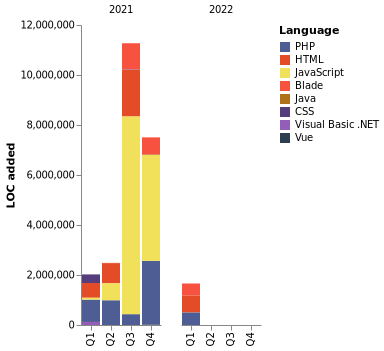 2021 2022
12,000,000
10,000,000
8,000,000
6,000,000
4,000,000
2,000,000
0
LOC added
Q1 Q2 Q3 Q4 Q1 Q2 Q3 Q4
Language
PHP
HTML
JavaScript
Blade
Java
CSS
Visual Basic .NET
Vue